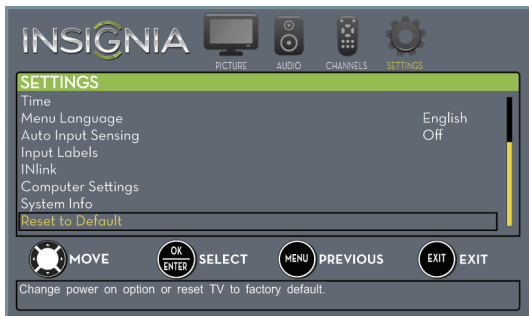 INSIGNIA
PICTURE AUDIO CHANNELS SETTINGS
SETTINGS
Time
Menu Language English
Auto Input Sensing Off
Input Labels
INlink
Computer Settings
System Info
Reset to Default
MOVE OK ENTER SELECT MENU PREVIOUS EXIT EXIT
Change power on option or reset TV to factory default.